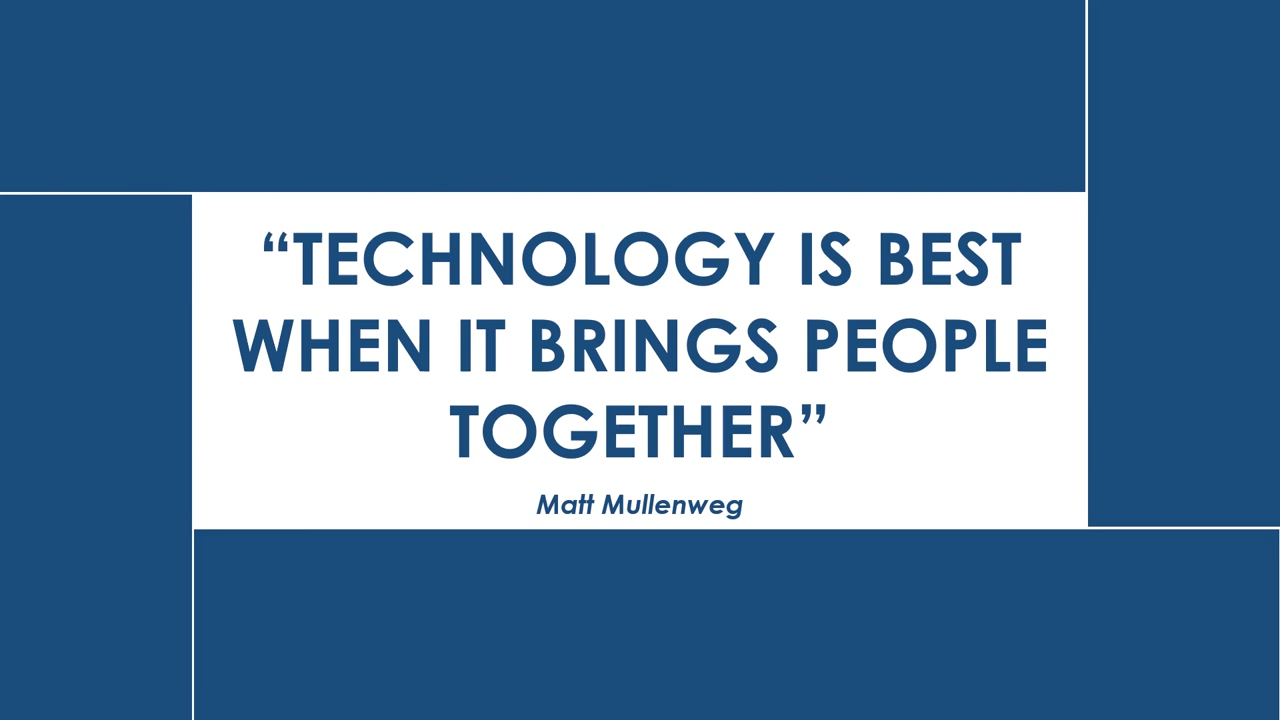 “TECHNOLOGY IS BEST
WHEN IT BRINGS PEOPLE
TOGETHER”
Matt Mullenweg